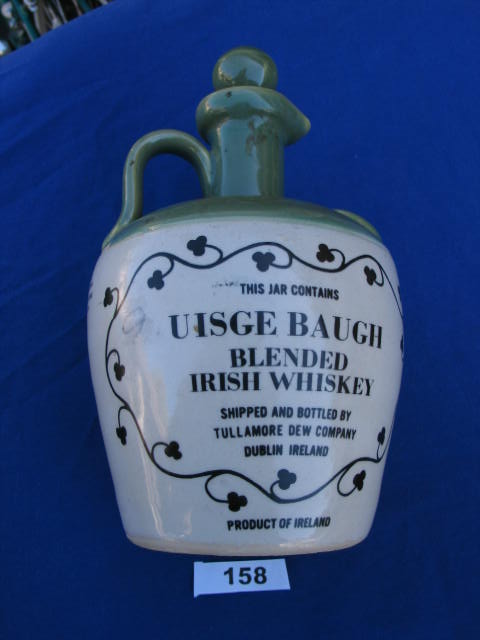 THIS JAR CONTAINS
UISGE BAUGH
BLENDED
IRISH WHISKEY
SHIPPED AND BOTTLED BY
TULLAMORE DEW COMPANY
DUBLIN IRELAND
PRODUCT OF IRELAND
158